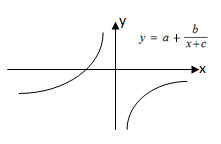 y
y = a + b/(x+c)
x